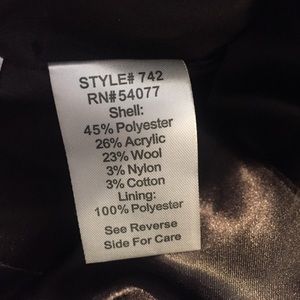 STYLE# 742
RN#54077
Shell:
45% Polyester
26% Acrylic
23% Wool
3% Nylon
3% Cotton
Lining:
100% Polyester
See Reverse
Side For Care